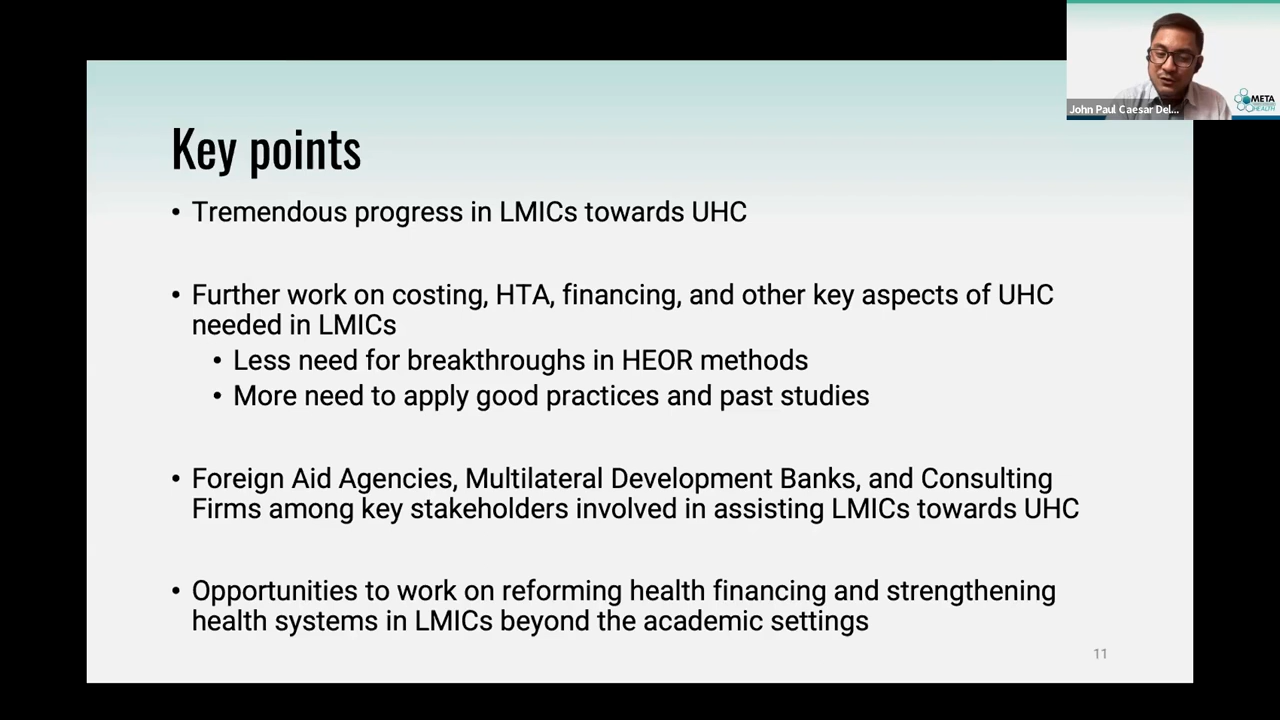 John Paul Caesar Del...
META
HEALTH
Key points
• Tremendous progress in LMICs towards UHC
• Further work on costing, HTA, financing, and other key aspects of UHC
needed in LMICs
• Less need for breakthroughs in HEOR methods
• More need to apply good practices and past studies
• Foreign Aid Agencies, Multilateral Development Banks, and Consulting
Firms among key stakeholders involved in assisting LMICs towards UHC
• Opportunities to work on reforming health financing and strengthening
health systems in LMICs beyond the academic settings
11